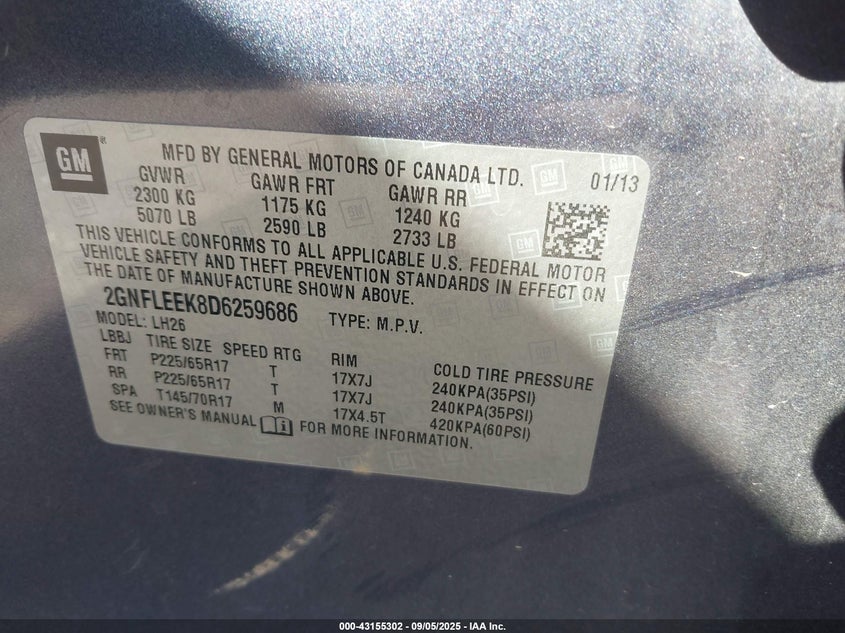 GM
MFD BY GENERAL MOTORS OF CANADA LTD.
01/13
GVWR GAWR FRT GAWR RR
2300 KG 1175 KG 1240 KG
5070 LB 2590 LB 2733 LB
THIS VEHICLE CONFORMS TO ALL APPLICABLE U.S. FEDERAL MOTOR
VEHICLE SAFETY AND THEFT PREVENTION STANDARDS IN EFFECT ON
THE DATE OF MANUFACTURE SHOWN ABOVE.
2GNFLEEK8D6259686 TYPE: M.P.V.
MODEL: LH26
LBBJ TIRE SIZE SPEED RTG RIM COLD TIRE PRESSURE
FRT P225/65R17 T 17X7J 240KPA(35PSI)
RR P225/65R17 T 17X7J 240KPA(35PSI)
SPA T145/70R17 M 17X4.5T 420KPA(60PSI)
SEE OWNER'S MANUAL FOR MORE INFORMATION.
000-43155302 - 09/05/2025 - IAA Inc.